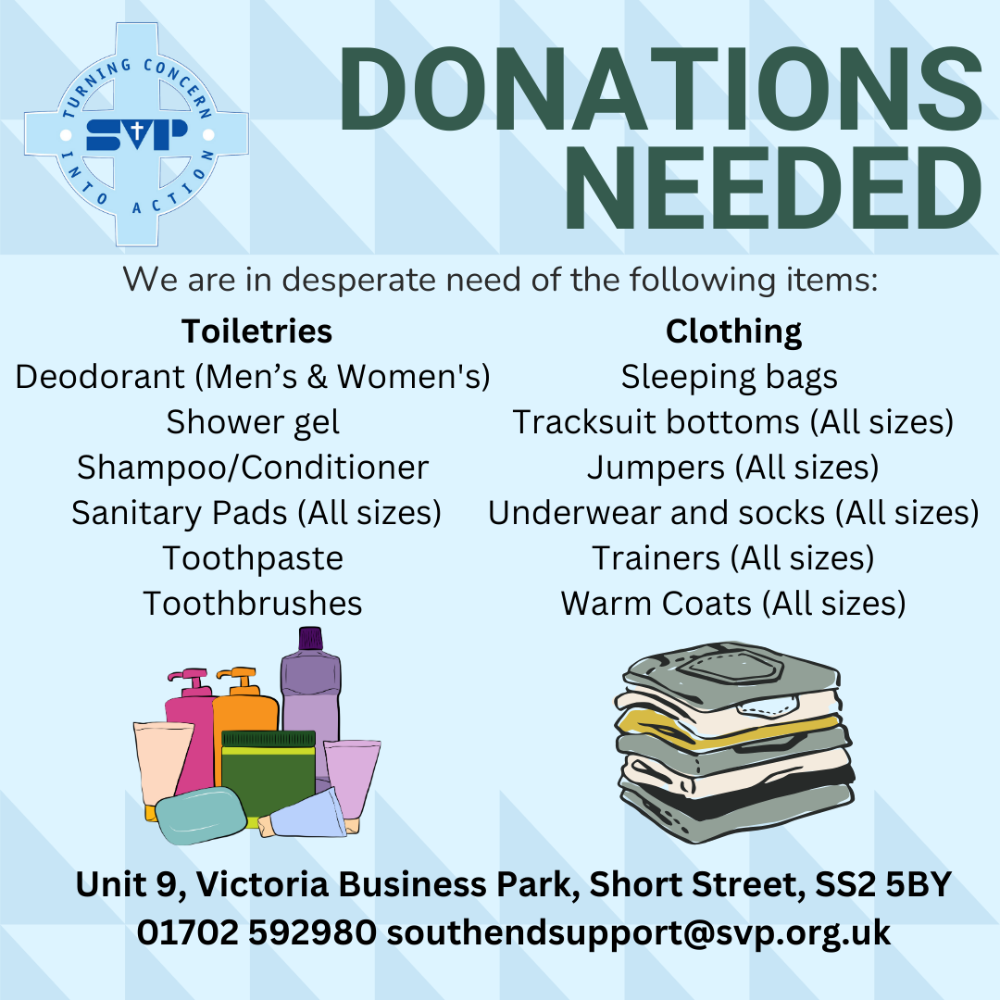 TURNING CONCERN
SVP
INTO ACTION
DONATIONS
NEEDED
We are in desperate need of the following items:
Toiletries
Deodorant (Men’s & Women's)
Shower gel
Shampoo/Conditioner
Sanitary Pads (All sizes)
Toothpaste
Toothbrushes
Clothing
Sleeping bags
Tracksuit bottoms (All sizes)
Jumpers (All sizes)
Underwear and socks (All sizes)
Trainers (All sizes)
Warm Coats (All sizes)
Unit 9, Victoria Business Park, Short Street, SS2 5BY
01702 592980 southendsupport@svp.org.uk